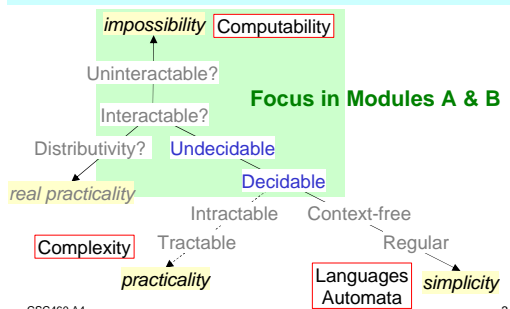 impossibility Computability
Uninteractable?
Focus in Modules A & B
Interactable?
Distributivity? Undecidable
Decidable
real practicality
Intractable Context-free
Complexity Tractable Regular
practicality Languages simplicity
Automata